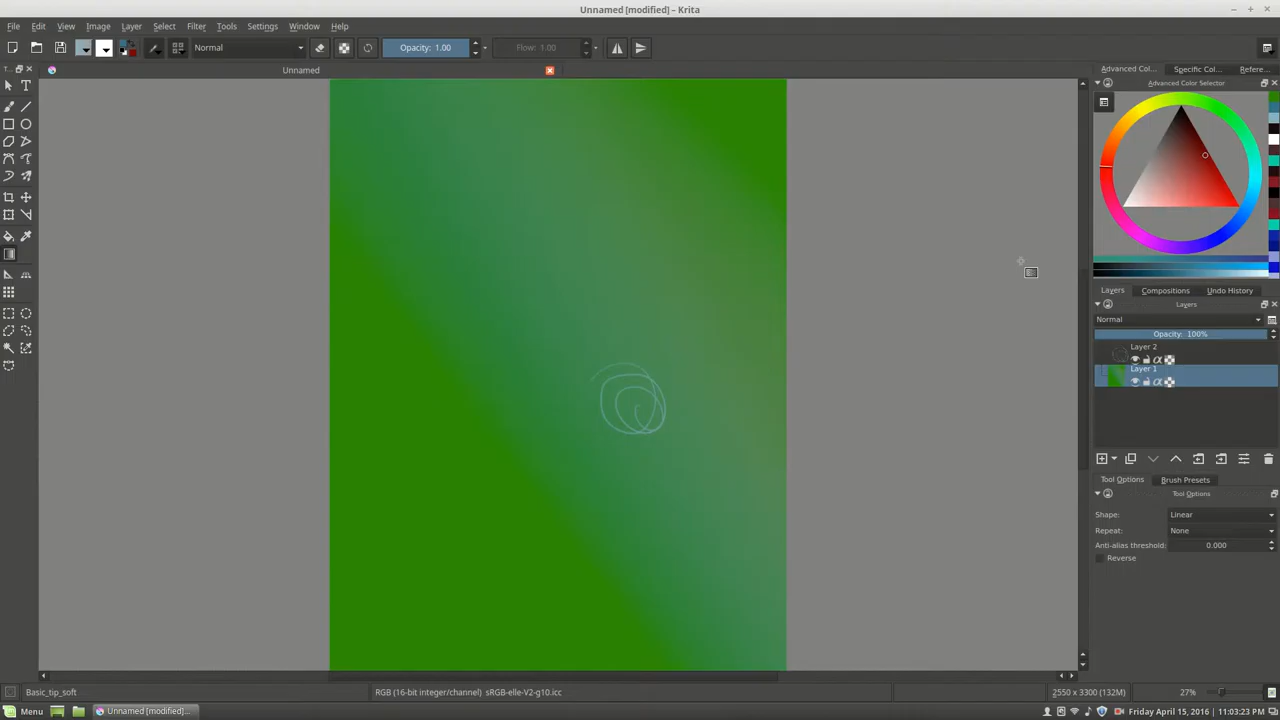 Unnamed [modified] – Krita
File Edit View Image Layer Select Filter Tools Settings Window Help
Normal Opacity: 1.00 Flow: 1.00
T...
Unnamed
Advanced Col... Specific Col... Refere...
Advanced Color Selector
Layers Compositions Undo History
Layers
Normal
Opacity: 100%
Layer 2
Layer 1
Tool Options Brush Presets
Tool Options
Shape: Linear
Repeat: None
Anti-alias threshold: 0.000
Reverse
Basic_tip_soft RGB (16-bit integer/channel) sRGB-elle-V2-g10.icc 2550 x 3300 (132M) 27%
Menu Unnamed [modified]... Friday April 15, 2016, 11:03:23 PM